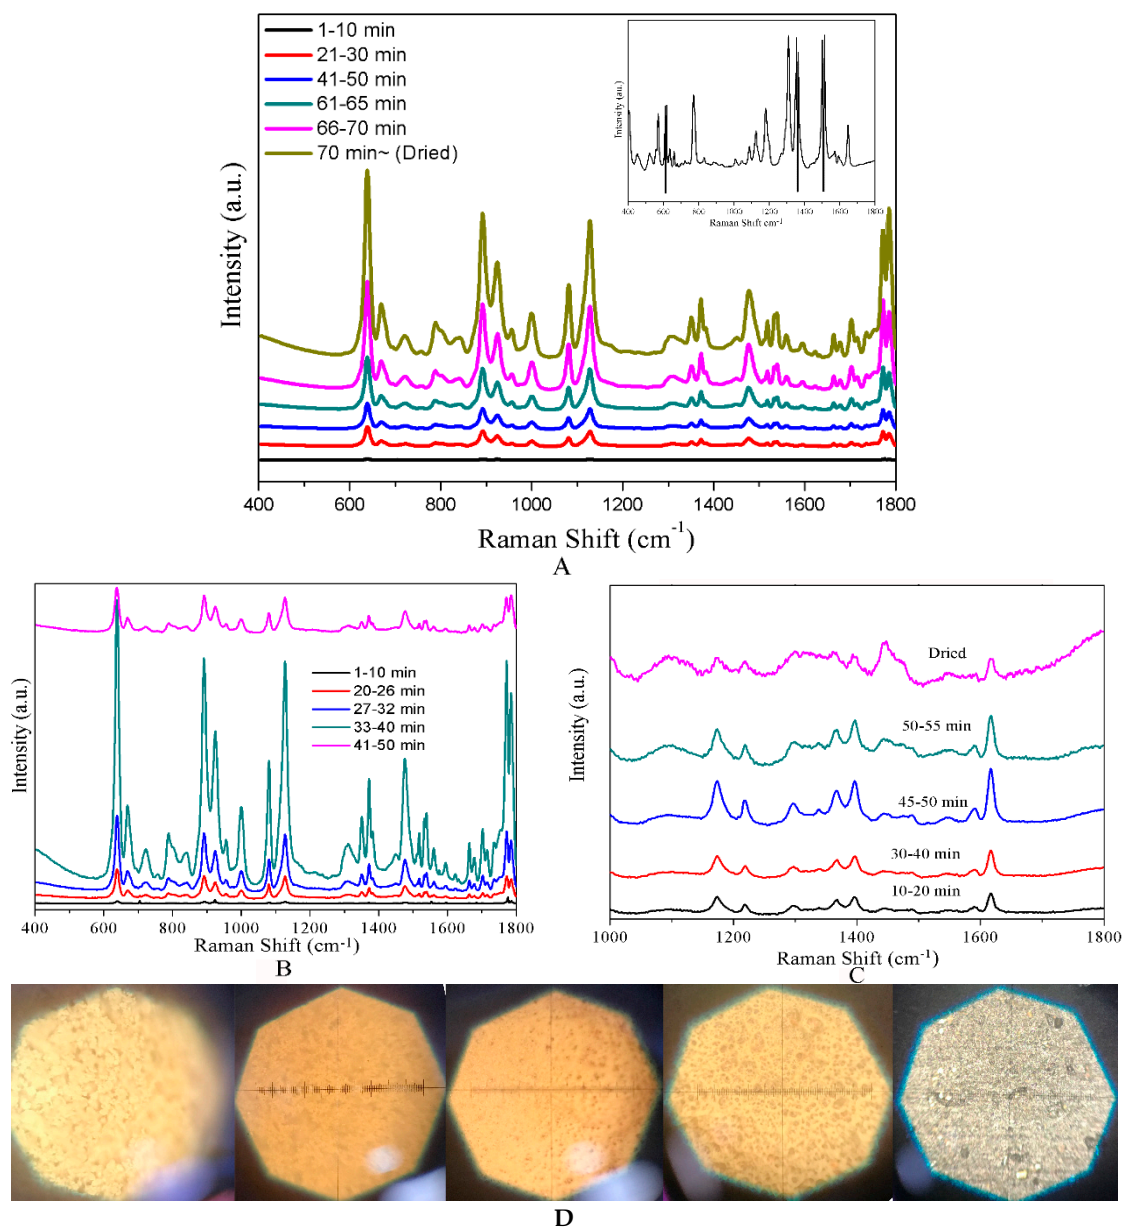 1-10 min
21-30 min
41-50 min
61-65 min
66-70 min
70 min~ (Dried)
Intensity (a.u.)
400 600 800 1000 1200 1400 1600 1800
Raman Shift cm-1
Intensity (a.u.)
400 600 800 1000 1200 1400 1600 1800
Raman Shift (cm-1)
A
Intensity (a.u.)
1-10 min
20-26 min
27-32 min
33-40 min
41-50 min
400 600 800 1000 1200 1400 1600 1800
Raman Shift (cm-1)
B
Intensity (a.u.)
Dried
50-55 min
45-50 min
30-40 min
10-20 min
1000 1200 1400 1600 1800
Raman Shift (cm-1)
C
D